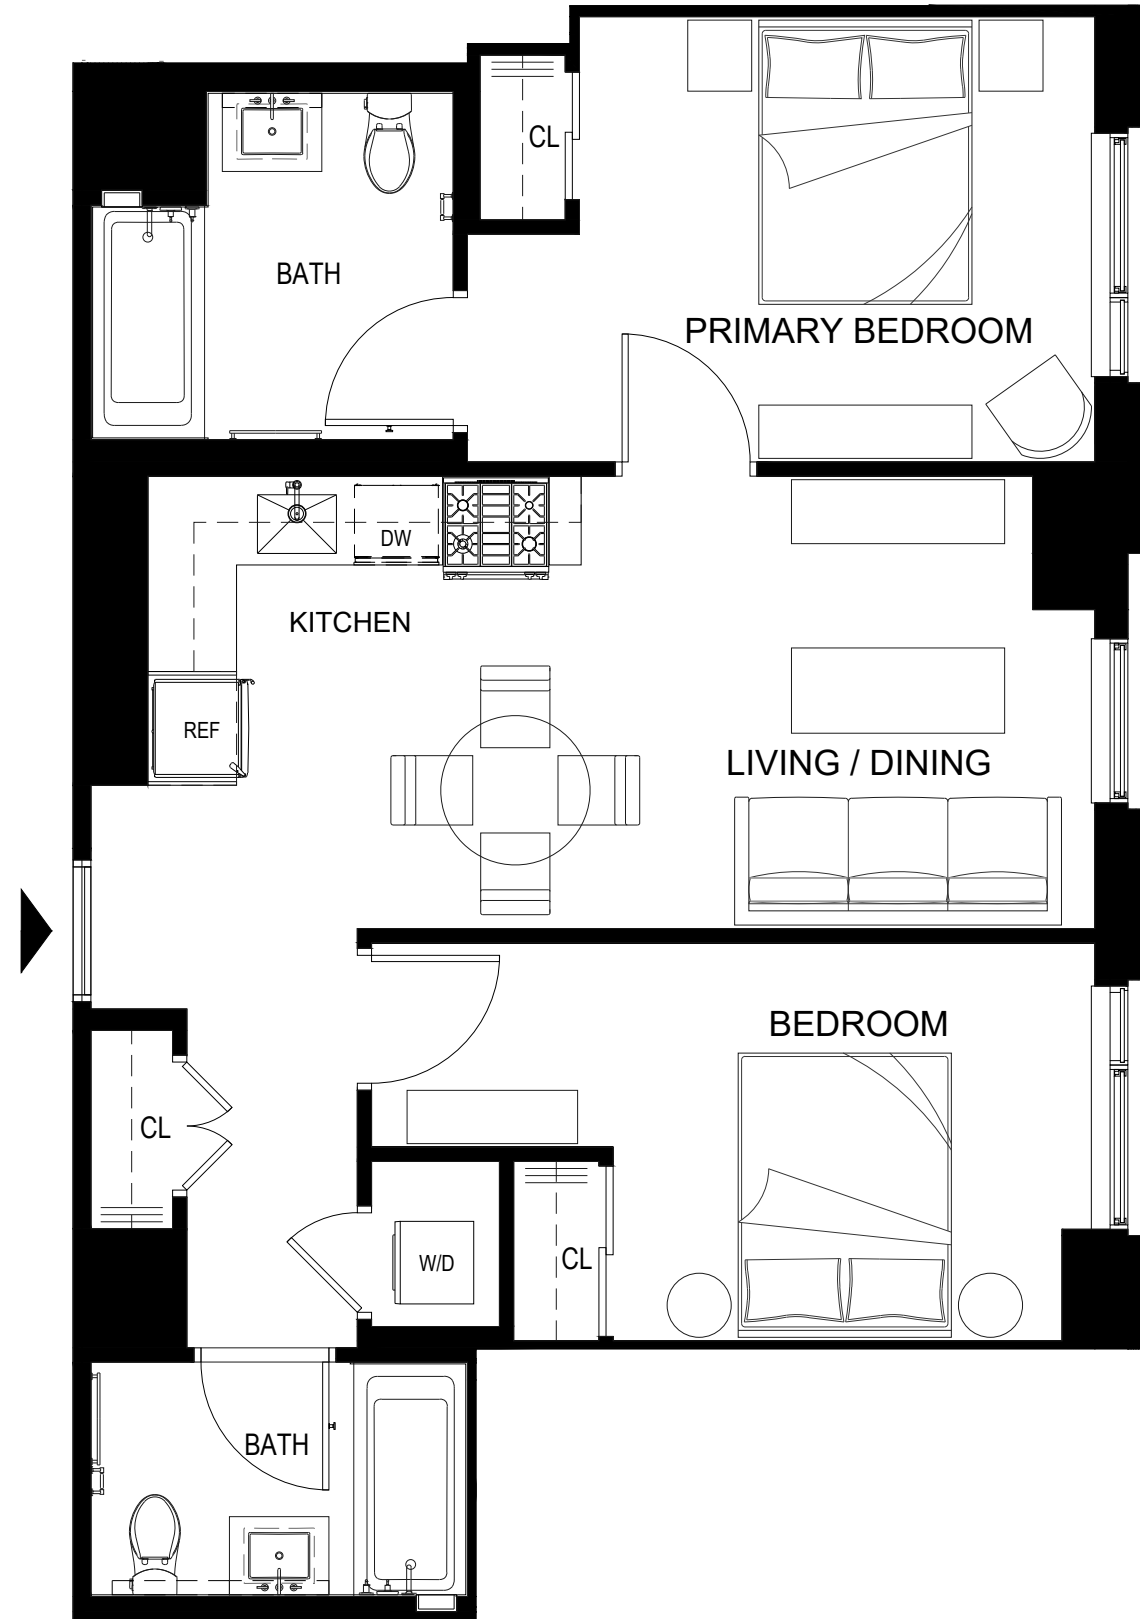 CL
BATH
PRIMARY BEDROOM
DW
KITCHEN
REF
LIVING / DINING
BEDROOM
CL
W/D
CL
BATH